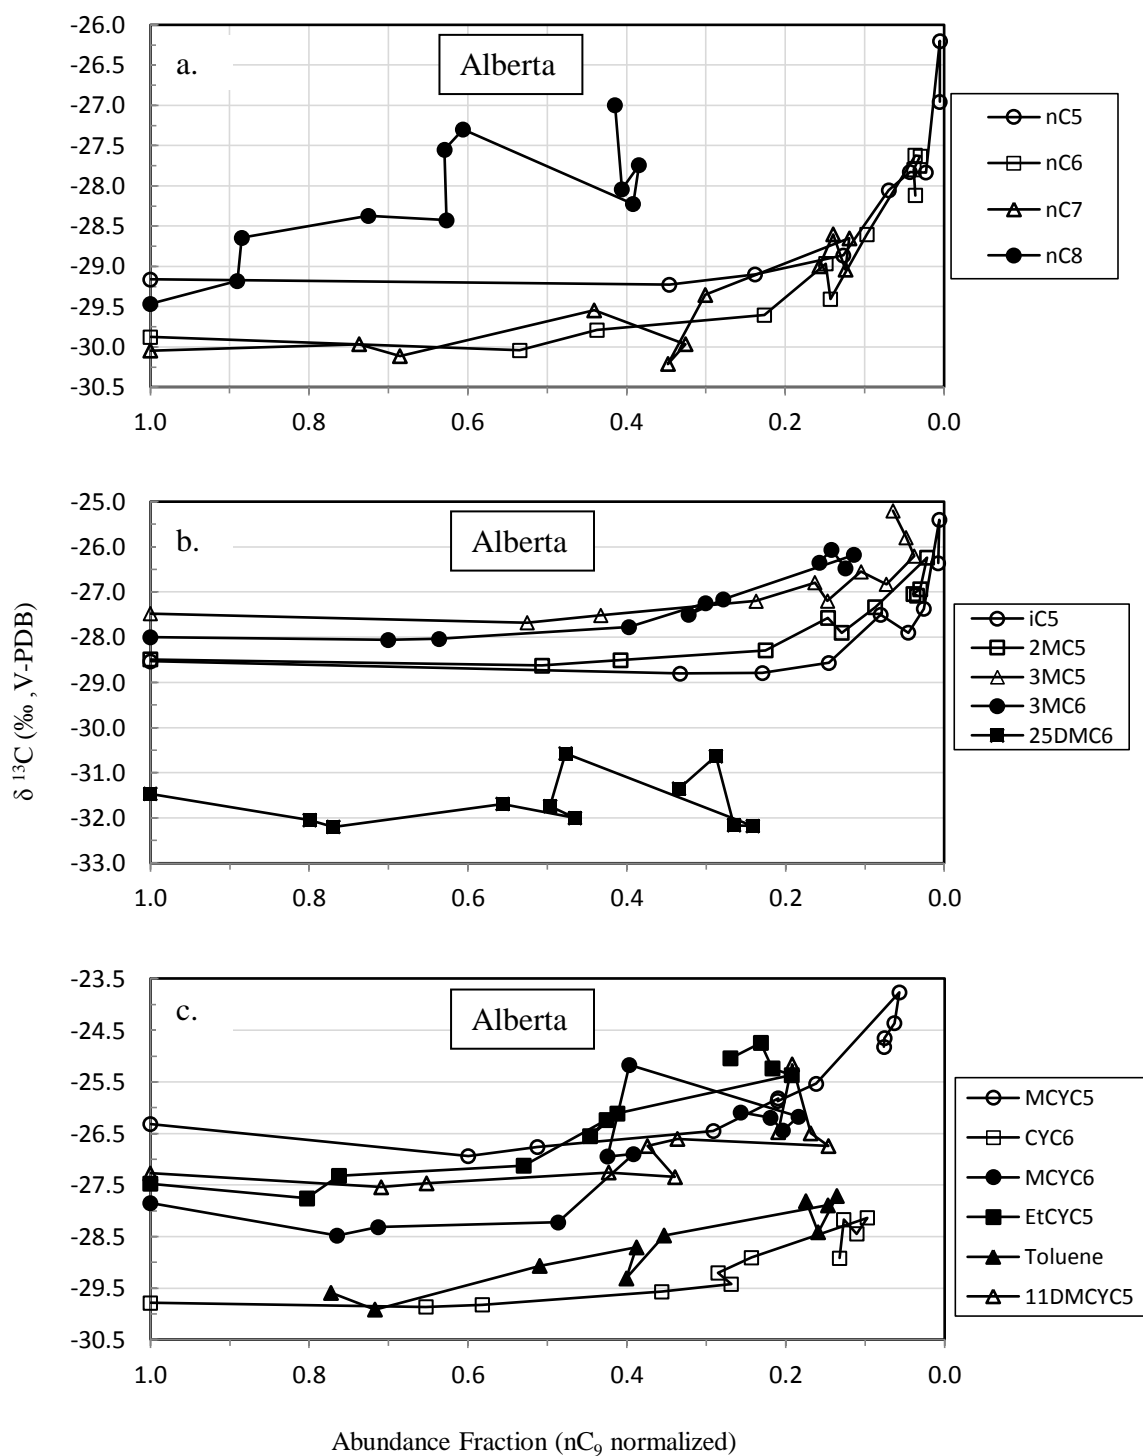 -26.0
-26.5
-27.0
-27.5
-28.0
-28.5
-29.0
-29.5
-30.0
-30.5
a.
Alberta
nC5
nC6
nC7
nC8
1.0 0.8 0.6 0.4 0.2 0.0
-25.0
-26.0
-27.0
-28.0
-29.0
-30.0
-31.0
-32.0
-33.0
b.
Alberta
iC5
2MC5
3MC5
3MC6
25DMC6
1.0 0.8 0.6 0.4 0.2 0.0
δ ¹³C (‰ , V-PDB)
-23.5
-24.5
-25.5
-26.5
-27.5
-28.5
-29.5
-30.5
c.
Alberta
MCYC5
CYC6
MCYC6
EtCYC5
Toluene
11DMCYC5
1.0 0.8 0.6 0.4 0.2 0.0
Abundance Fraction (nC₉ normalized)